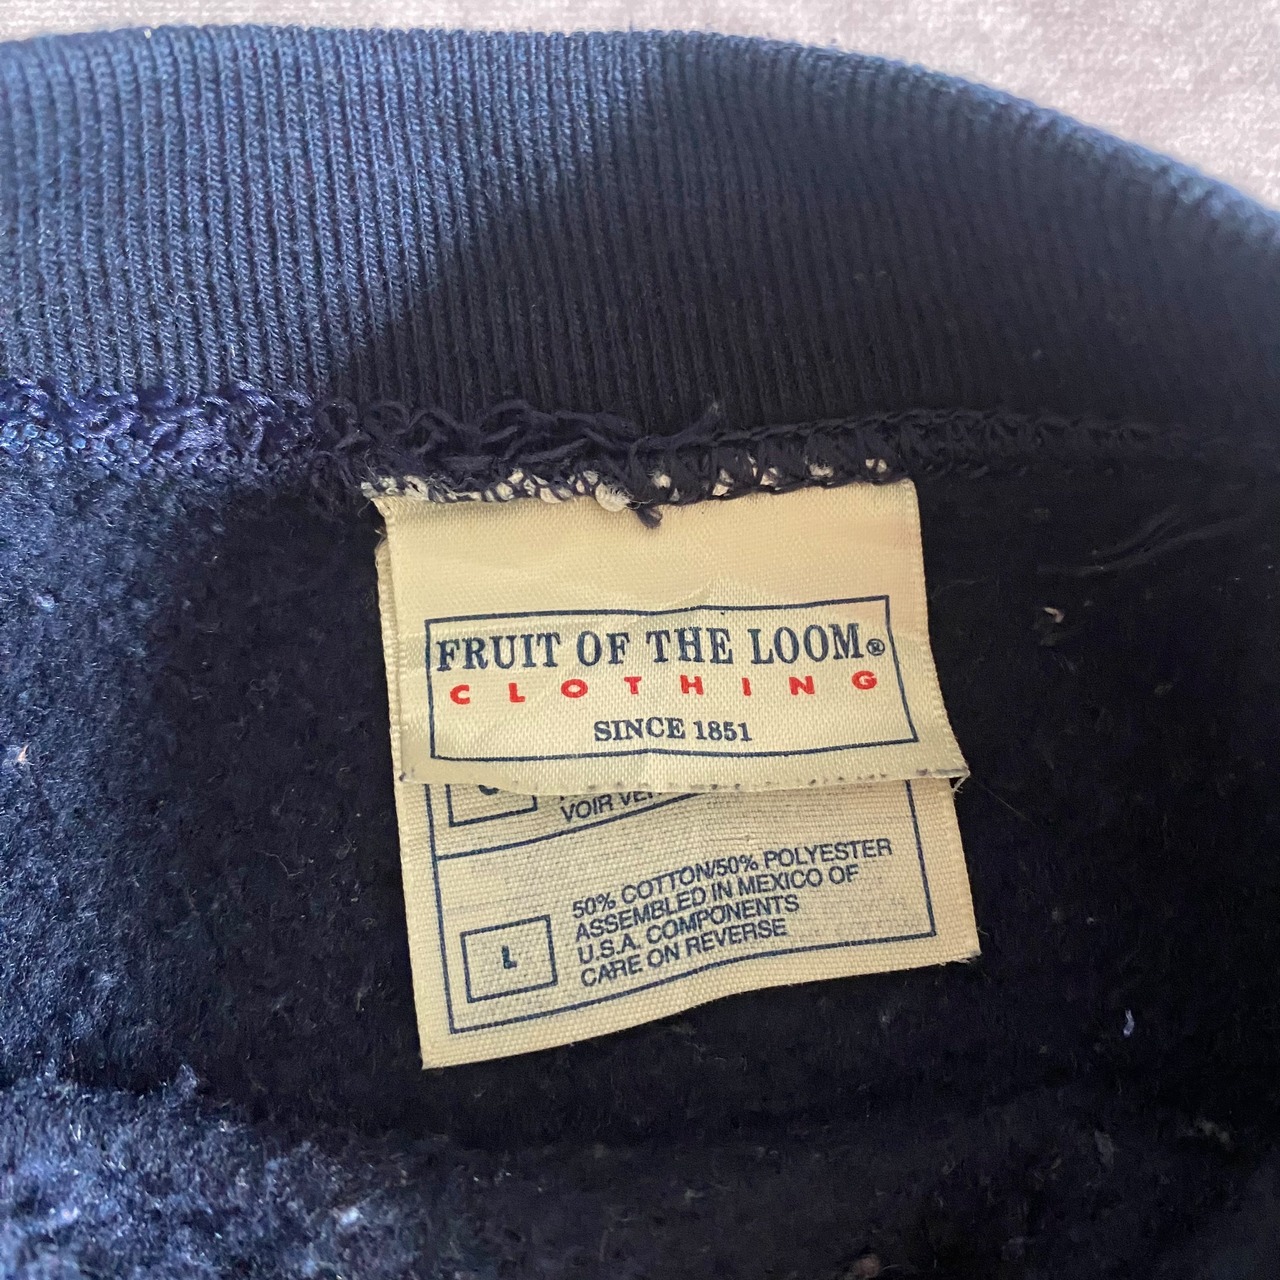 FRUIT OF THE LOOM®
CLOTHING
SINCE 1851
VOIR
50% COTTON/50% POLYESTER
ASSEMBLED IN MEXICO OF
U.S.A. COMPONENTS
CARE ON REVERSE
L